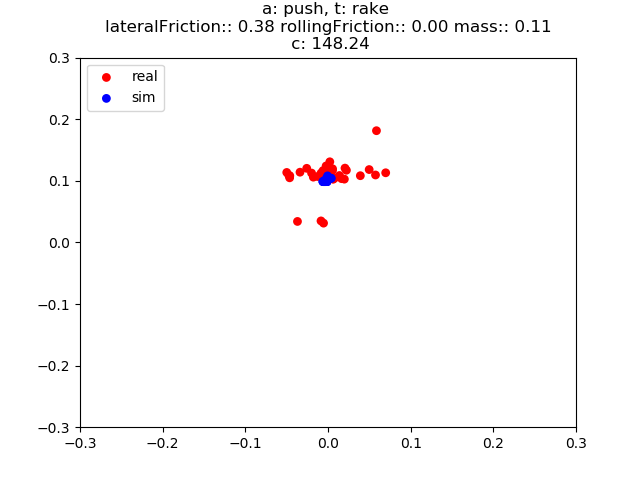 a: push, t: rake
lateralFriction:: 0.38 rollingFriction:: 0.00 mass:: 0.11
c: 148.24
real
sim
0.3
0.2
0.1
0.0
−0.1
−0.2
−0.3
−0.3 −0.2 −0.1 0.0 0.1 0.2 0.3